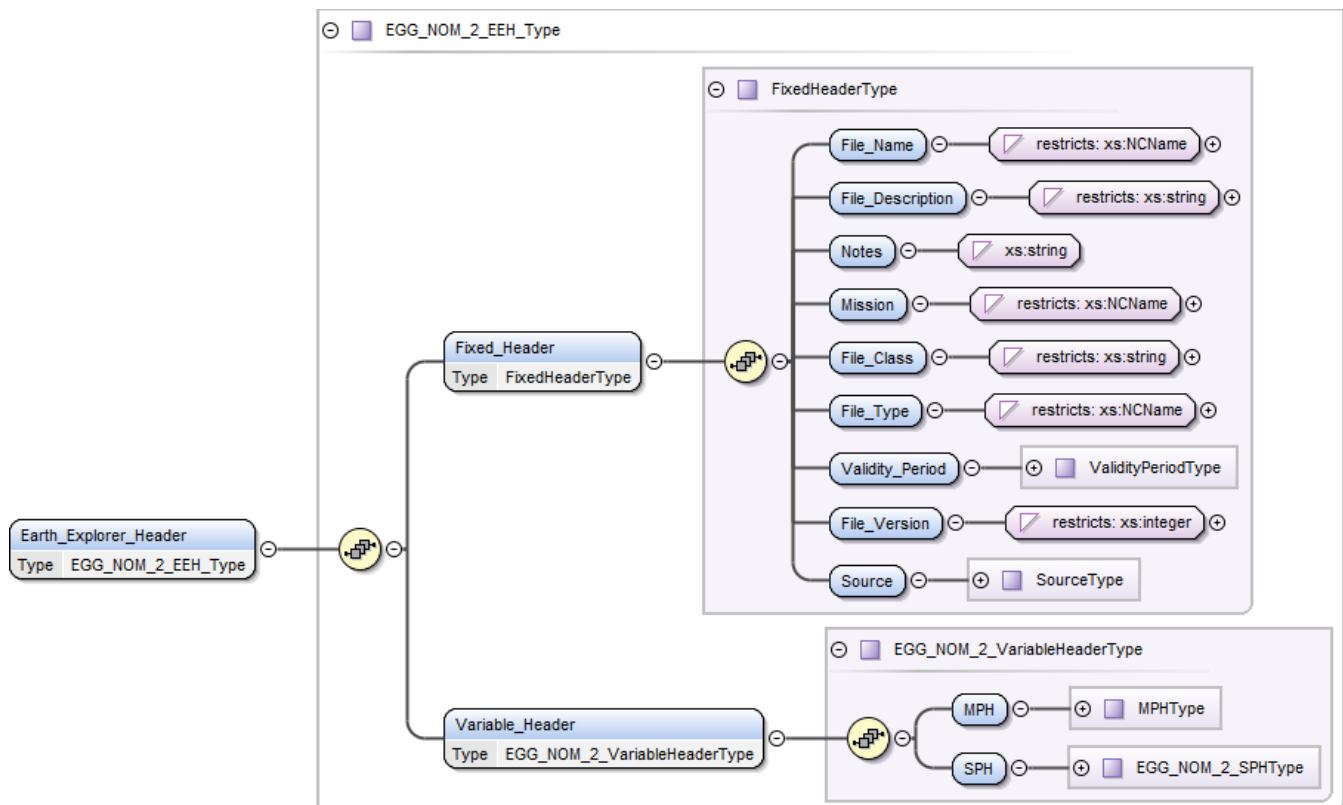 EGG_NOM_2_EEH_Type
FixedHeaderType
File_Name restricts: xs:NCName
File_Description restricts: xs:string
Notes xs:string
Mission restricts: xs:NCName
Fixed_Header
Type FixedHeaderType
File_Class restricts: xs:string
File_Type restricts: xs:NCName
Validity_Period ValidityPeriodType
File_Version restricts: xs:integer
Earth_Explorer_Header
Type EGG_NOM_2_EEH_Type
Source SourceType
EGG_NOM_2_VariableHeaderType
Variable_Header
Type EGG_NOM_2_VariableHeaderType
MPH MPHType
SPH EGG_NOM_2_SPHType